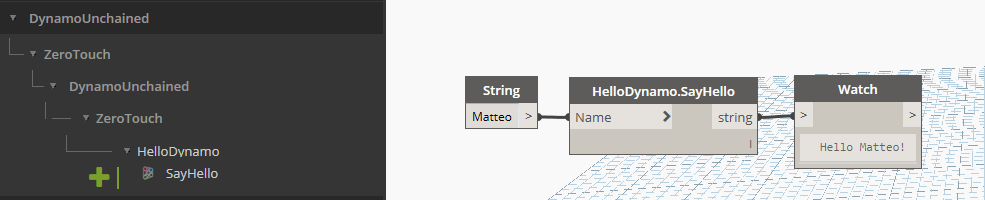 DynamoUnchained
ZeroTouch
DynamoUnchained
ZeroTouch
HelloDynamo
SayHello
String
Matteo >
HelloDynamo.SayHello
Name > string
l
Watch
> >
Hello Matteo!